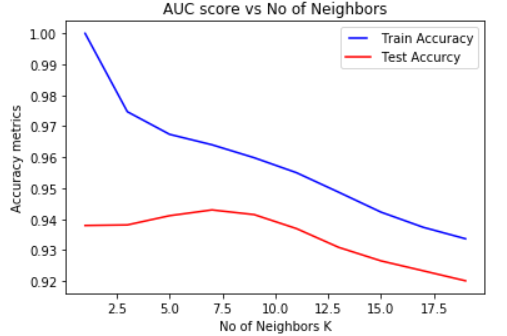 AUC score vs No of Neighbors
1.00
0.99
0.98
0.97
0.96
0.95
0.94
0.93
0.92
Accuracy metrics
Train Accuracy
Test Accurcy
2.5 5.0 7.5 10.0 12.5 15.0 17.5
No of Neighbors K